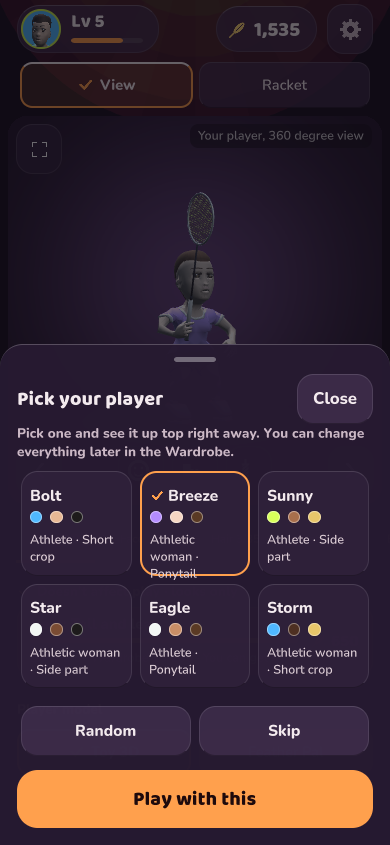 Lv 5
1,535
View
Racket
Your player, 360 degree view
Pick your player
Close
Pick one and see it up top right away. You can change
everything later in the Wardrobe.
Bolt
Athlete · Short
crop
Breeze
Athletic
woman ·
Ponytail
Sunny
Athlete · Side
part
Star
Athletic woman
· Side part
Eagle
Athlete ·
Ponytail
Storm
Athletic woman
· Short crop
Random
Skip
Play with this